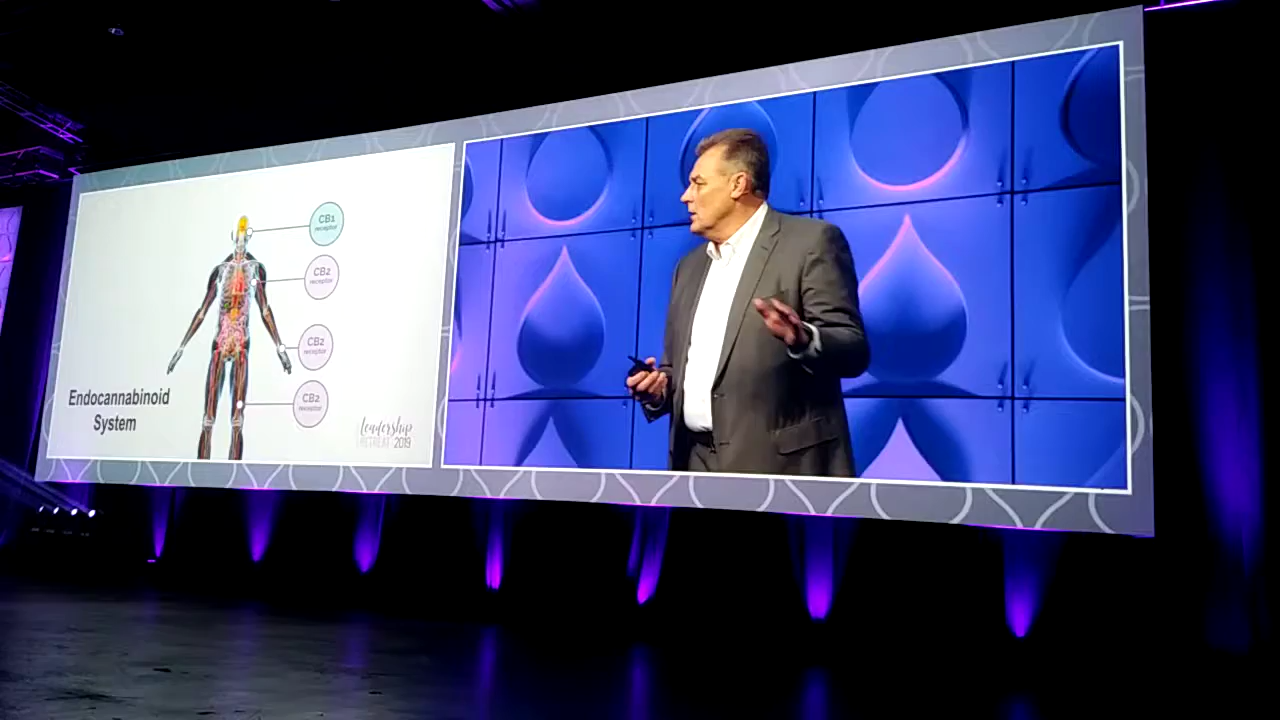 CB1
receptor
CB2
receptor
CB2
receptor
CB2
receptor
Endocannabinoid
System
Leadership
RETREAT 2019